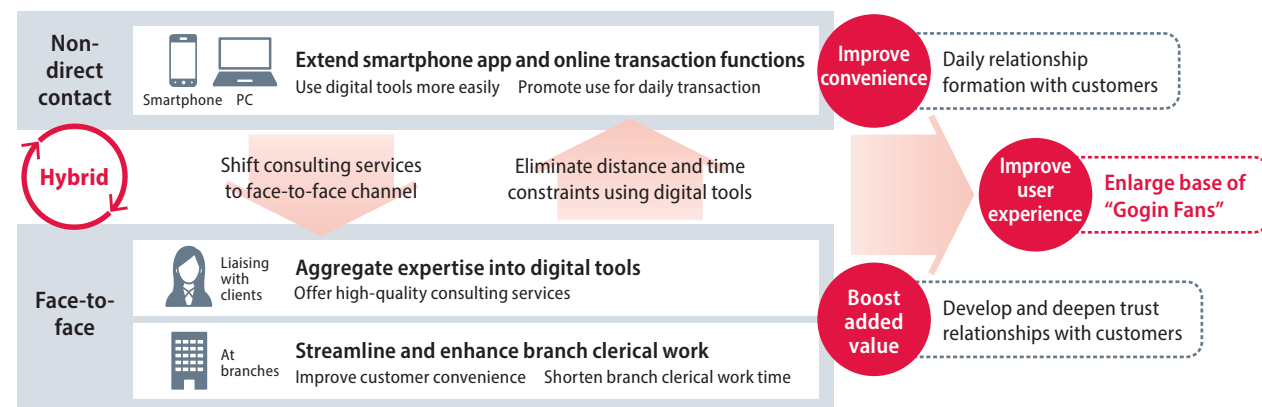 Non-
direct
contact
Smartphone PC
Extend smartphone app and online transaction functions
Use digital tools more easily Promote use for daily transaction
Improve
convenience
Daily relationship
formation with customers
Hybrid
Shift consulting services
to face-to-face channel
Eliminate distance and time
constraints using digital tools
Improve
user
experience
Enlarge base of
“Gogin Fans”
Face-to-
face
Liaising
with
clients
Aggregate expertise into digital tools
Offer high-quality consulting services
At
branches
Streamline and enhance branch clerical work
Improve customer convenience Shorten branch clerical work time
Boost
added
value
Develop and deepen trust
relationships with customers